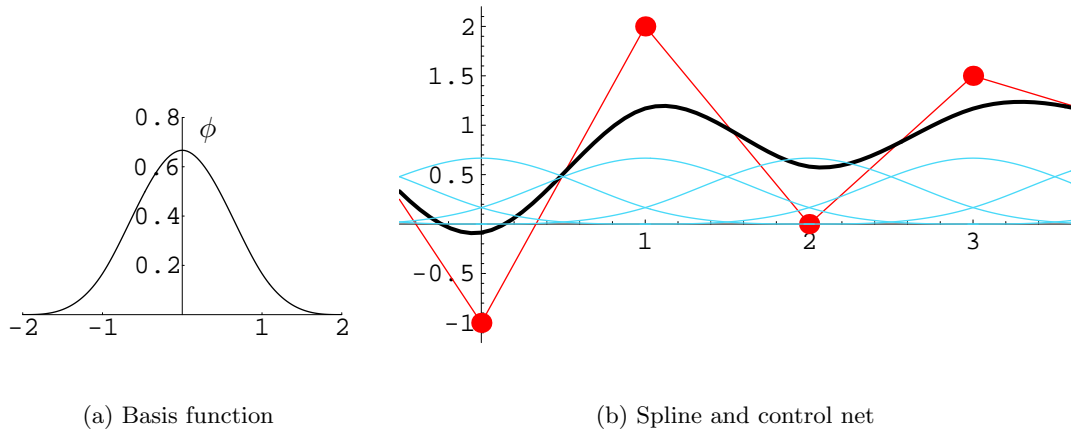 0.8
ϕ
0.6
0.4
0.2
-2 -1 1 2
(a) Basis function
2
1.5
1
0.5
-0.5
-1
1 2 3
(b) Spline and control net